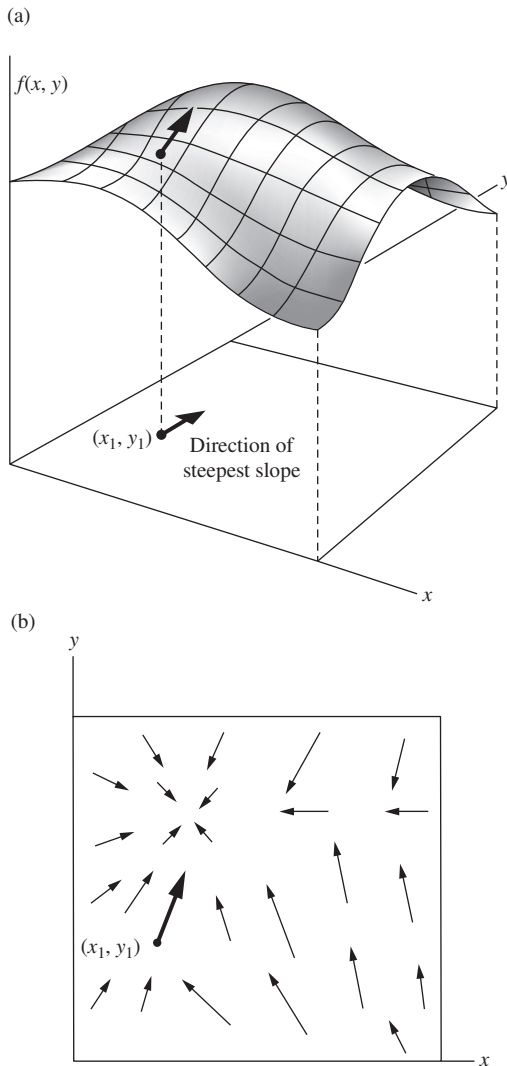 (a)
f(x, y)
y
(x₁, y₁)
Direction of
steepest slope
x
(b)
y
(x₁, y₁)
x